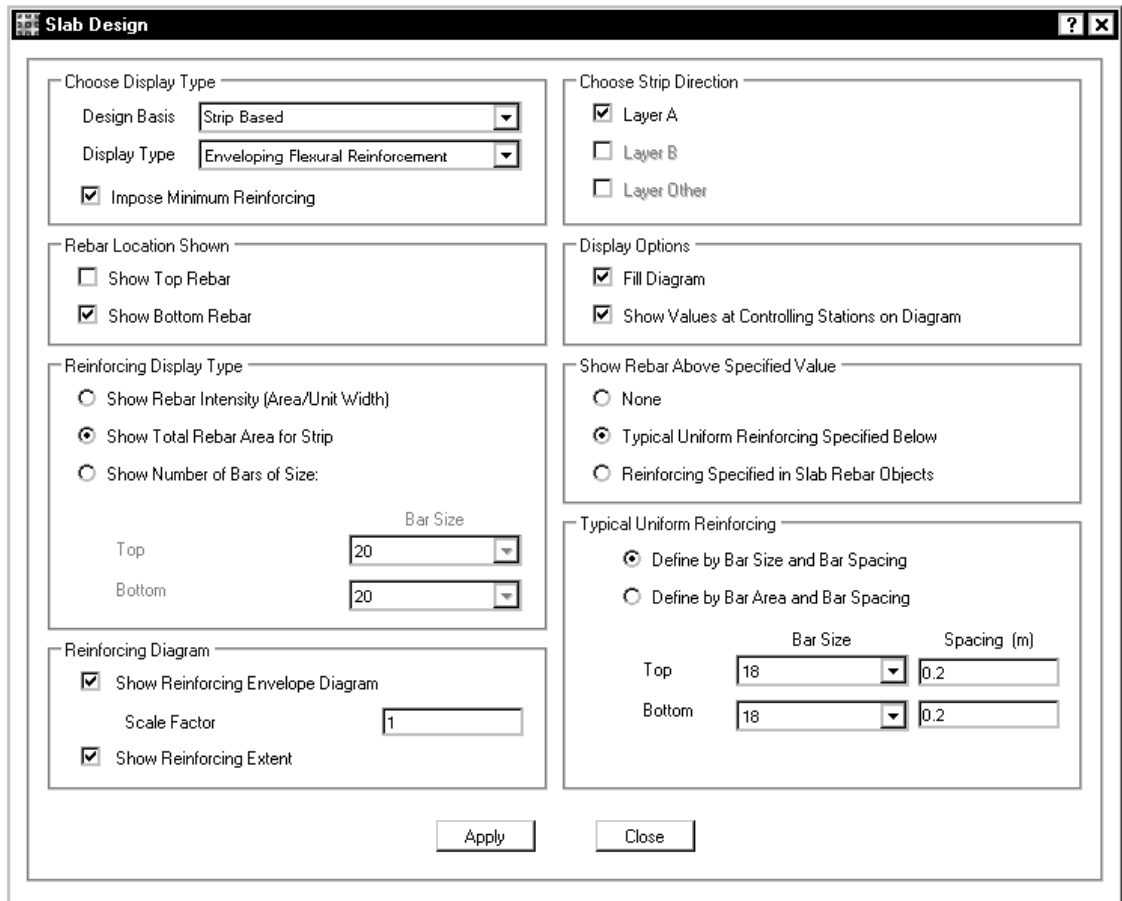 Slab Design
Choose Display Type
Design Basis Strip Based
Display Type Enveloping Flexural Reinforcement
Impose Minimum Reinforcing
Rebar Location Shown
Show Top Rebar
Show Bottom Rebar
Reinforcing Display Type
Show Rebar Intensity (Area/Unit Width)
Show Total Rebar Area for Strip
Show Number of Bars of Size:
Bar Size
Top 20
Bottom 20
Reinforcing Diagram
Show Reinforcing Envelope Diagram
Scale Factor 1
Show Reinforcing Extent
Choose Strip Direction
Layer A
Layer B
Layer Other
Display Options
Fill Diagram
Show Values at Controlling Stations on Diagram
Show Rebar Above Specified Value
None
Typical Uniform Reinforcing Specified Below
Reinforcing Specified in Slab Rebar Objects
Typical Uniform Reinforcing
Define by Bar Size and Bar Spacing
Define by Bar Area and Bar Spacing
Bar Size Spacing (m)
Top 18 0.2
Bottom 18 0.2
Apply Close